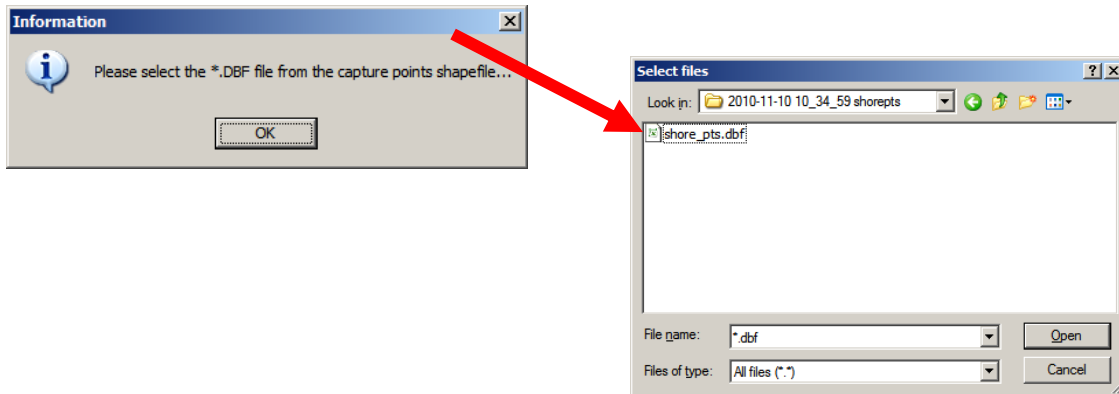 Information
Please select the *.DBF file from the capture points shapefile...
OK
Select files
Look in: 2010-11-10 10_34_59 shorepts
shore_pts.dbf
File name: *.dbf Open
Files of type: All files (*.*) Cancel